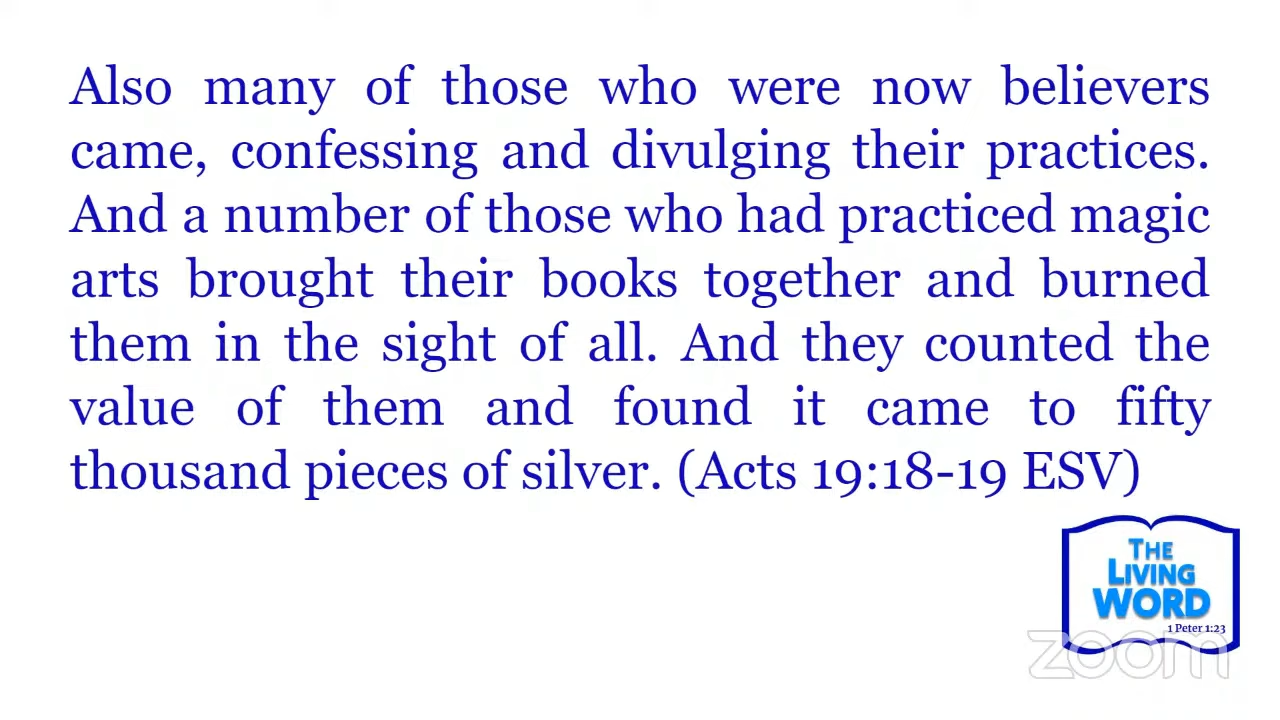 Also many of those who were now believers
came, confessing and divulging their practices.
And a number of those who had practiced magic
arts brought their books together and burned
them in the sight of all. And they counted the
value of them and found it came to fifty
thousand pieces of silver. (Acts 19:18-19 ESV)
THE
LIVING
WORD
1 Peter 1:23
zoom